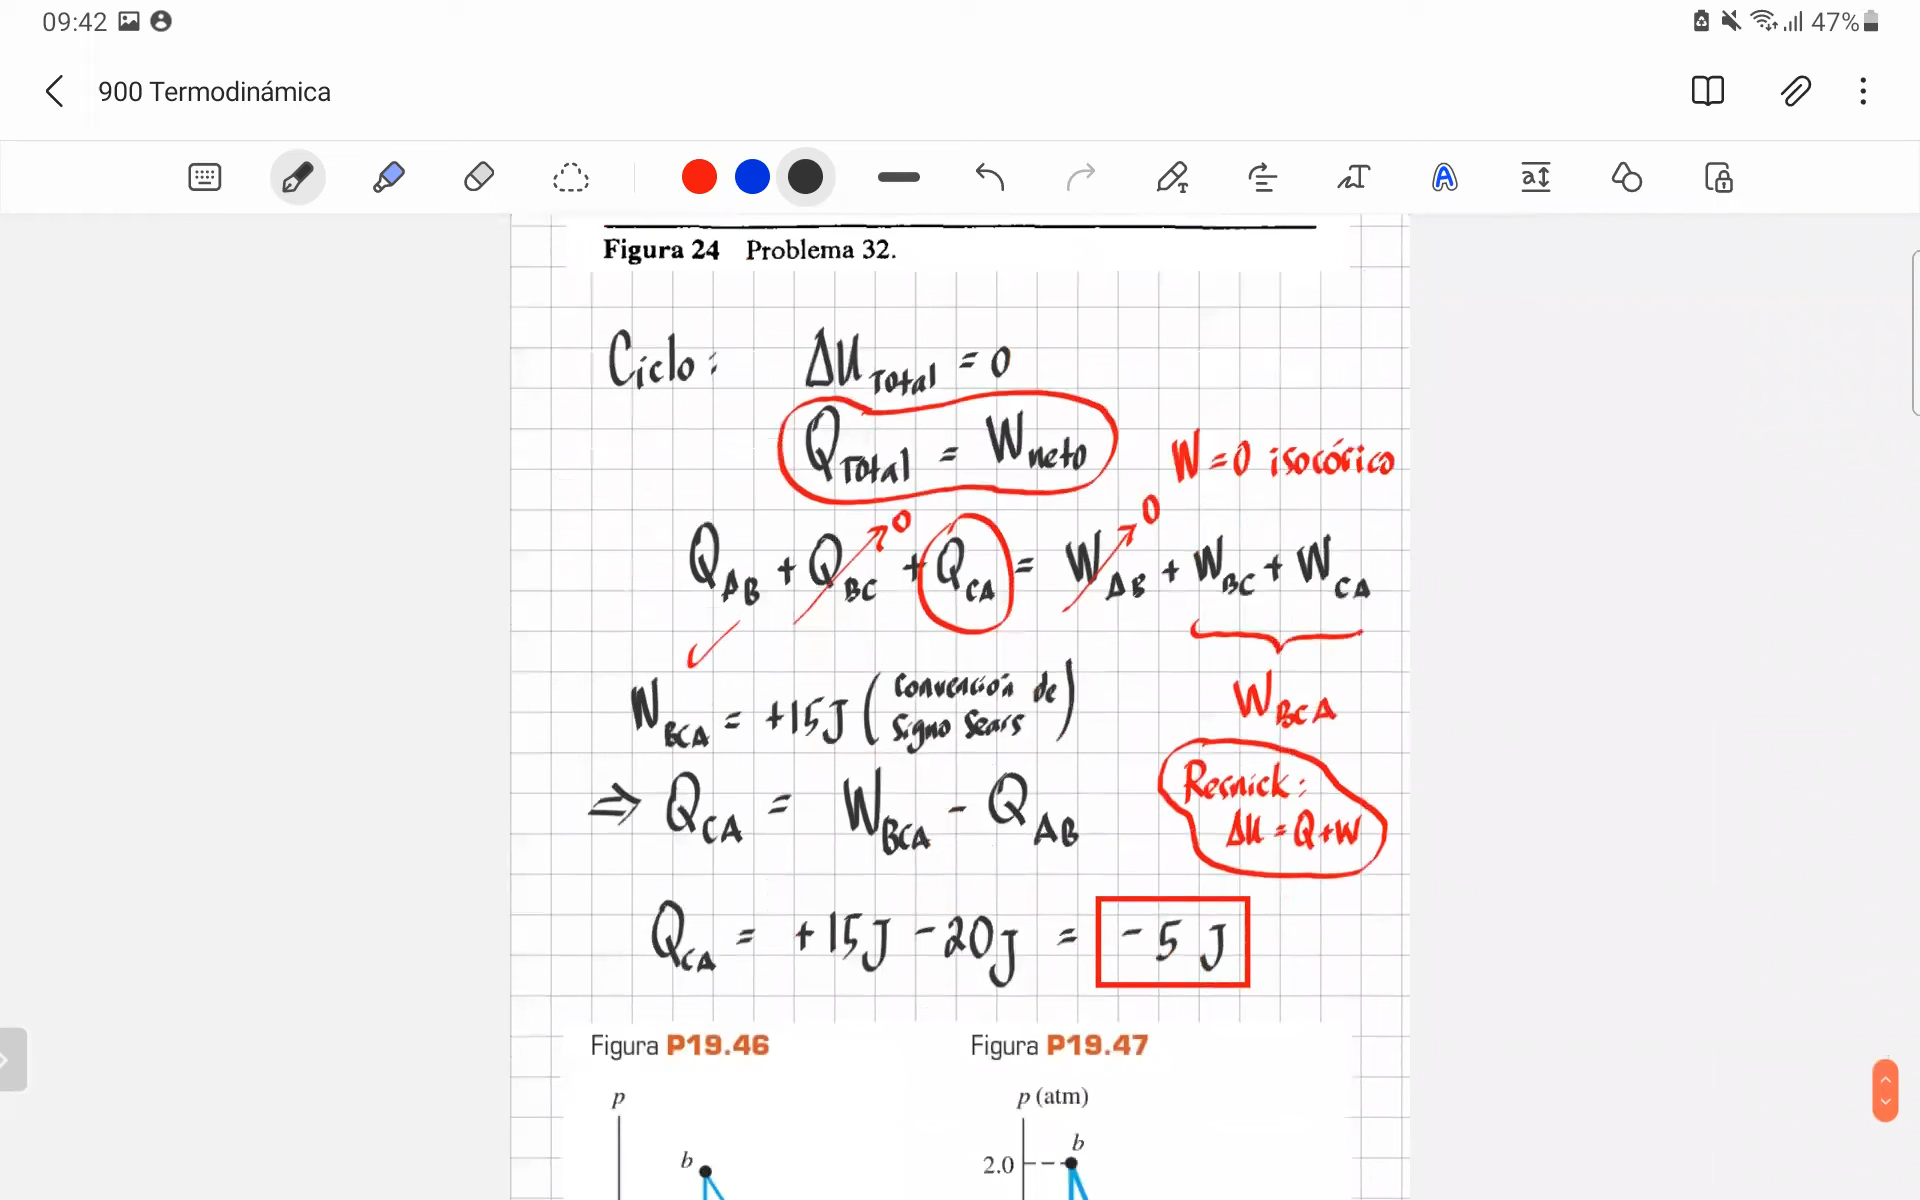 09:42
47%
900 Termodinámica
Figura 24 Problema 32.
Ciclo: ΔU Total = 0
Q Total = W neto
W = 0 isocórico
Q AB + Q BC + Q CA = W AB + W BC + W CA
0
0
W BCA = +15J (Convención de Signo Sears)
W BCA
⇒ Q CA = W BCA - Q AB
Resnick:
ΔU = Q + W
Q CA = +15J - 20J = - 5 J
Figura P19.46
Figura P19.47
p
p (atm)
b
b
2.0